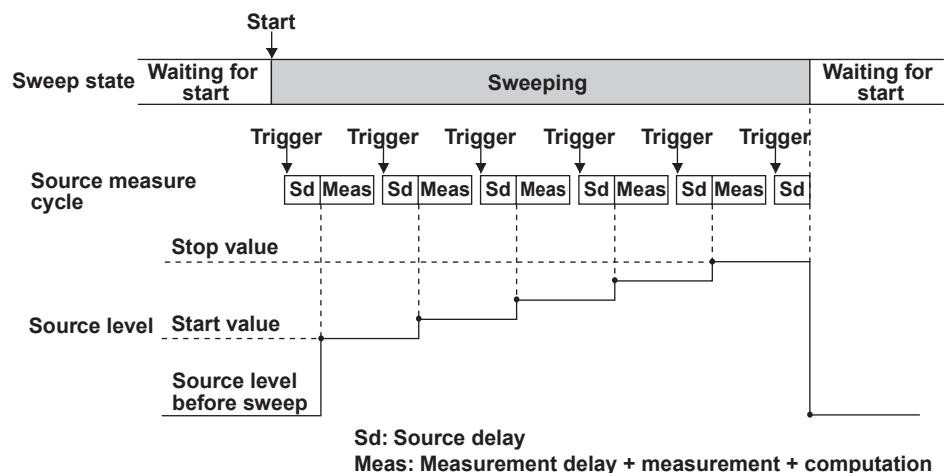 Start
Sweep state
Waiting for
start
Sweeping
Waiting for
start
Trigger Trigger Trigger Trigger Trigger Trigger
Source measure
cycle
Sd Meas Sd Meas Sd Meas Sd Meas Sd Meas Sd
Stop value
Source level
Start value
Source level
before sweep
Sd: Source delay
Meas: Measurement delay + measurement + computation